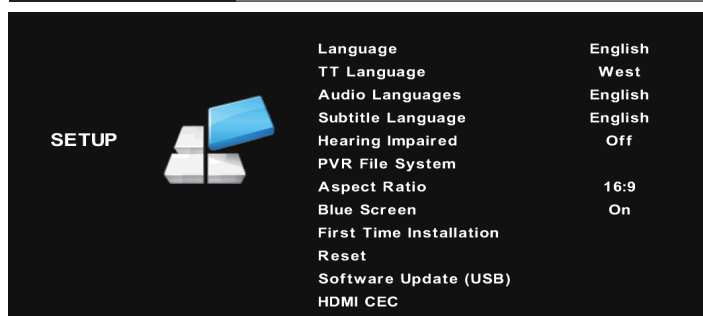 SETUP
Language English
TT Language West
Audio Languages English
Subtitle Language English
Hearing Impaired Off
PVR File System
Aspect Ratio 16:9
Blue Screen On
First Time Installation
Reset
Software Update (USB)
HDMI CEC